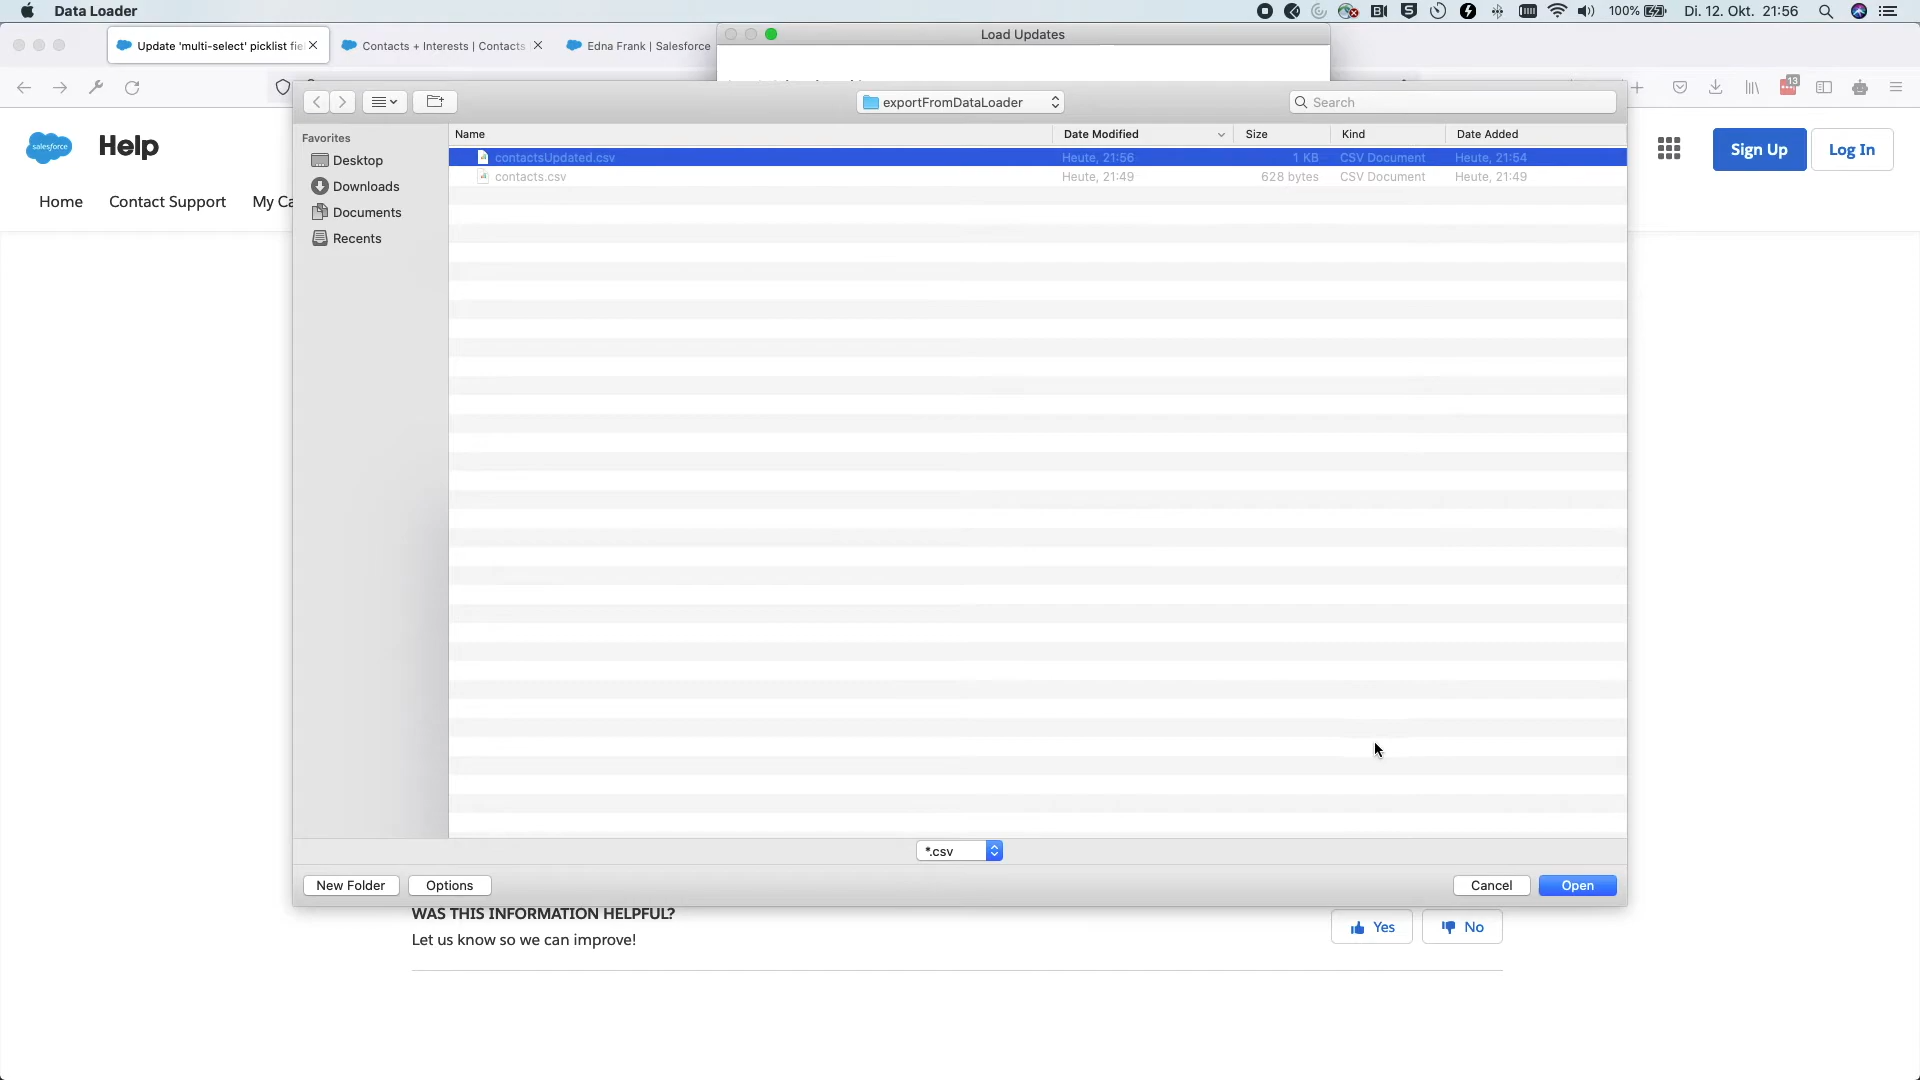 Data Loader
100%
Di. 12. Okt. 21:56
Update 'multi-select' picklist fie
Contacts + Interests | Contacts
Edna Frank | Salesforce
Load Updates
13
exportFromDataLoader
Search
salesforce
Help
Sign Up
Log In
Home
Contact Support
My Ca
Favorites
Desktop
Downloads
Documents
Recents
Name
Date Modified
Size
Kind
Date Added
contactsUpdated.csv
Heute, 21:56
1 KB
CSV Document
Heute, 21:54
contacts.csv
Heute, 21:49
628 bytes
CSV Document
Heute, 21:49
*.csv
New Folder
Options
Cancel
Open
WAS THIS INFORMATION HELPFUL?
Let us know so we can improve!
Yes
No